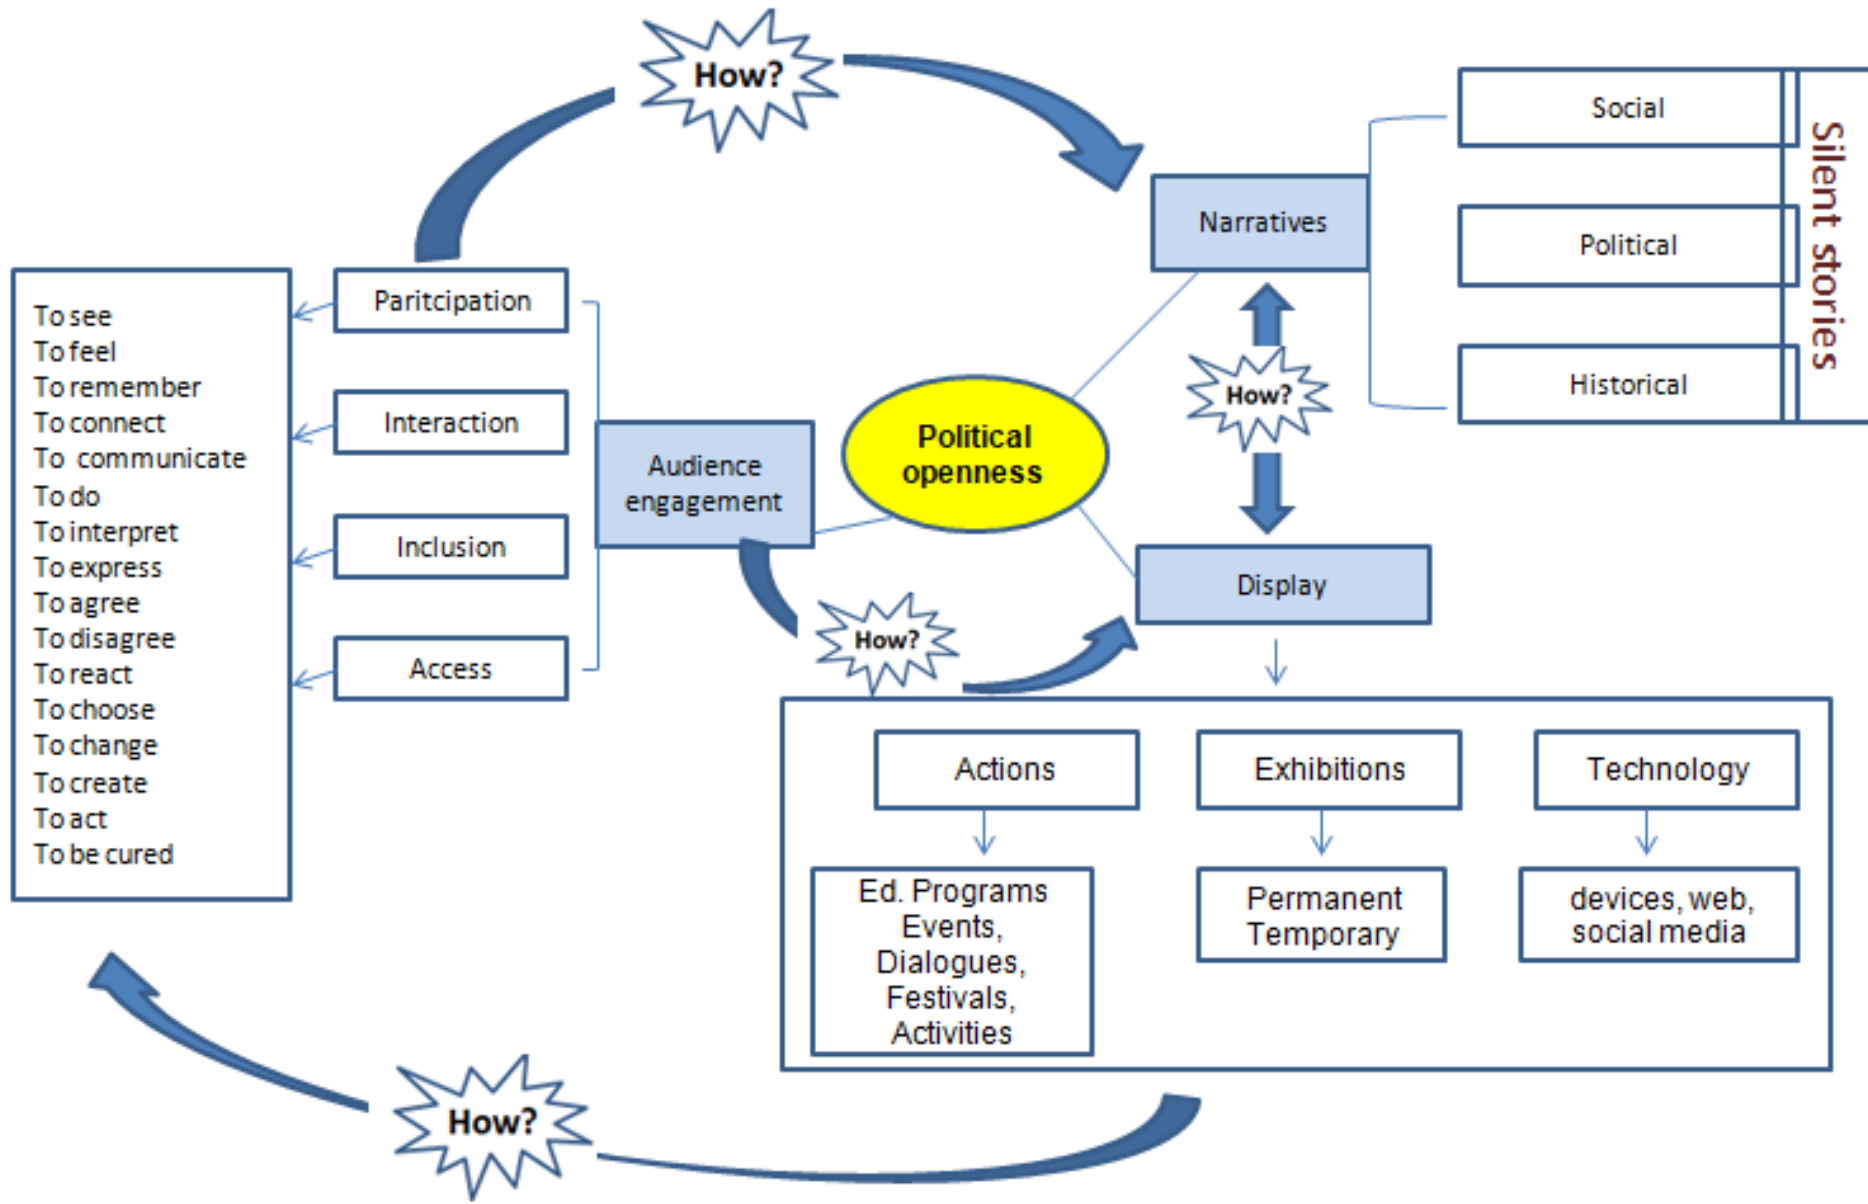 How?
Social
Political
Historical
Silent stories
Narratives
How?
Paritcipation
Interaction
Inclusion
Access
To see
To feel
To remember
To connect
To communicate
To do
To interpret
To express
To agree
To disagree
To react
To choose
To change
To create
To act
To be cured
Audience
engagement
Political
openness
How?
Display
Actions
Exhibitions
Technology
Ed. Programs
Events,
Dialogues,
Festivals,
Activities
Permanent
Temporary
devices, web,
social media
How?